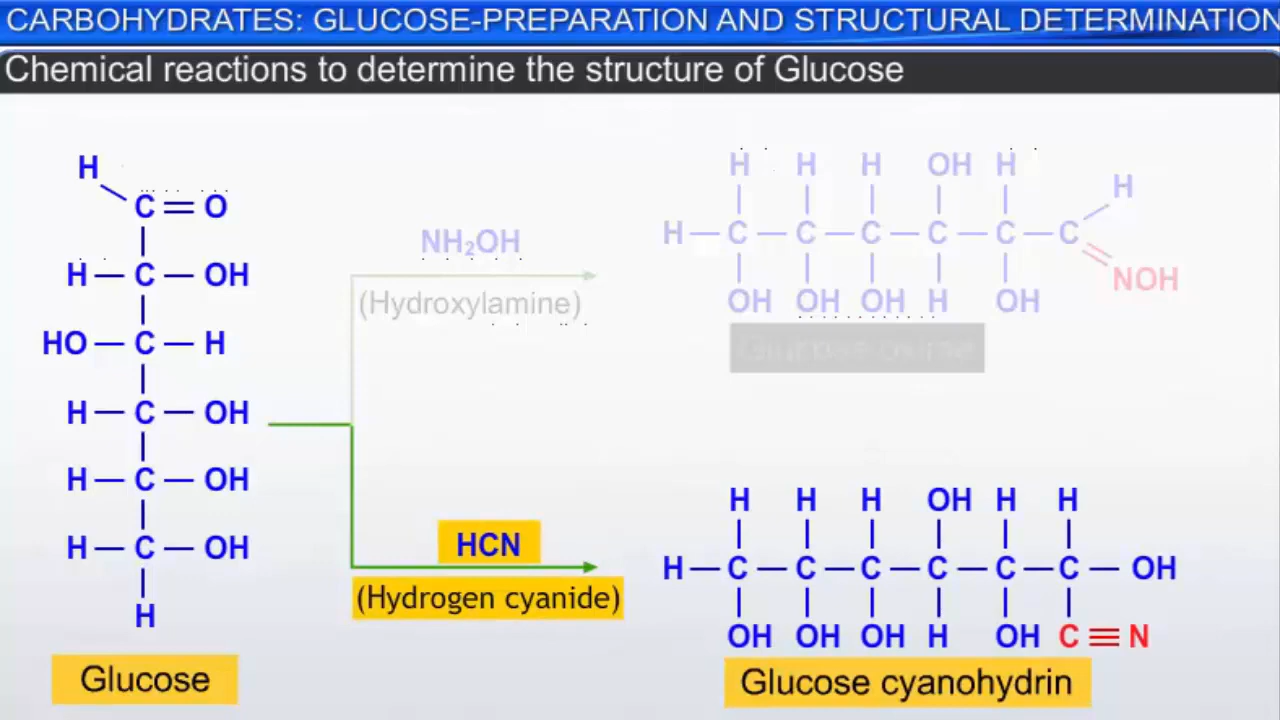 CARBOHYDRATES: GLUCOSE-PREPARATION AND STRUCTURAL DETERMINATION
Chemical reactions to determine the structure of Glucose
H
C = O
H — C — OH
HO — C — H
H — C — OH
H — C — OH
H — C — OH
H
Glucose
NH₂OH
(Hydroxylamine)
H H H OH H H
H — C — C — C — C — C — C
NOH
OH OH OH H OH
Glucose oxime
HCN
(Hydrogen cyanide)
H H H OH H H
H — C — C — C — C — C — C — OH
OH OH OH H OH C ≡ N
Glucose cyanohydrin